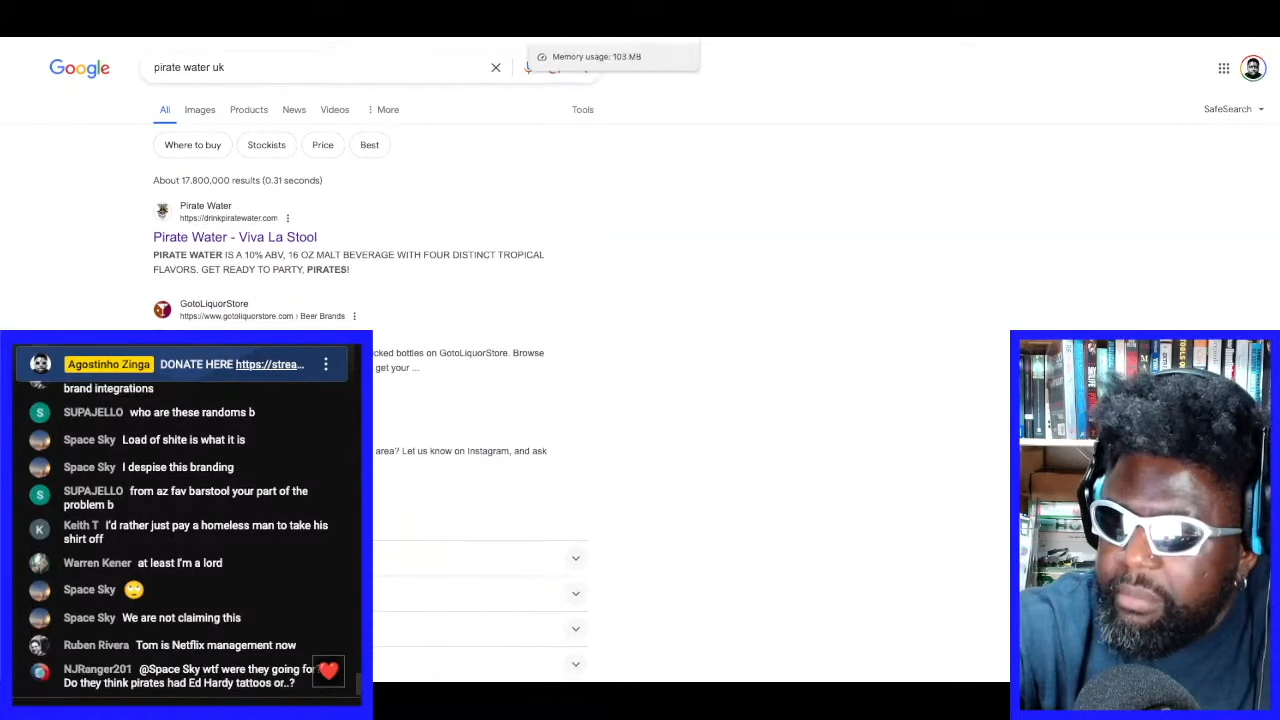 Google
pirate water uk
Memory usage: 103 MB
All
Images
Products
News
Videos
More
Tools
SafeSearch
Where to buy
Stockists
Price
Best
About 17,800,000 results (0.31 seconds)
Pirate Water
https://drinkpiratewater.com
Pirate Water - Viva La Stool
PIRATE WATER IS A 10% ABV, 16 OZ MALT BEVERAGE WITH FOUR DISTINCT TROPICAL
FLAVORS. GET READY TO PARTY, PIRATES!
GotoLiquorStore
https://www.gotoliquorstore.com › Beer Brands
cked bottles on GotoLiquorStore. Browse
get your ...
area? Let us know on Instagram, and ask
Agostinho Zinga DONATE HERE https://strea...
brand integrations
SUPAJELLO who are these randoms b
Space Sky Load of shite is what it is
Space Sky I despise this branding
SUPAJELLO from az fav barstool your part of the
problem b
Keith T I'd rather just pay a homeless man to take his
shirt off
Warren Kener at least I'm a lord
Space Sky 🙄
Space Sky We are not claiming this
Ruben Rivera Tom is Netflix management now
NJRanger201 @Space Sky wtf were they going for
Do they think pirates had Ed Hardy tattoos or..?